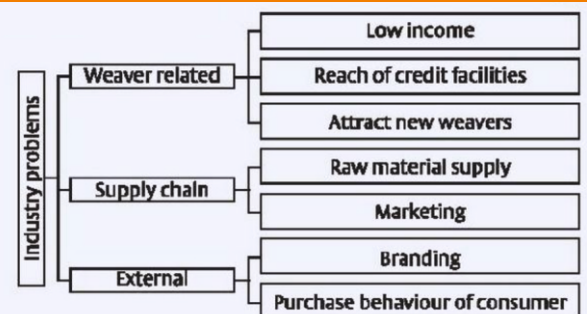 Industry problems
Weaver related
Low income
Reach of credit facilities
Attract new weavers
Supply chain
Raw material supply
Marketing
External
Branding
Purchase behaviour of consumer